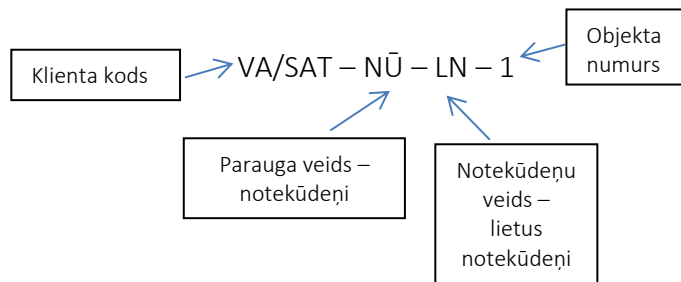 Klienta kods
VA/SAT – NŪ – LN – 1
Objekta
numurs
Parauga veids –
notekūdeņi
Notekūdeņu
veids –
lietus
notekūdeņi